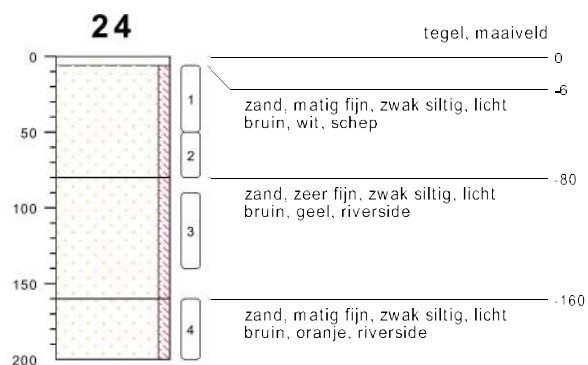 24
tegel, maaiveld
0
0
-6
1
zand, matig fijn, zwak siltig, licht
bruin, wit, schep
50
2
-80
zand, zeer fijn, zwak siltig, licht
bruin, geel, riverside
100
3
150
-160
zand, matig fijn, zwak siltig, licht
bruin, oranje, riverside
4
200